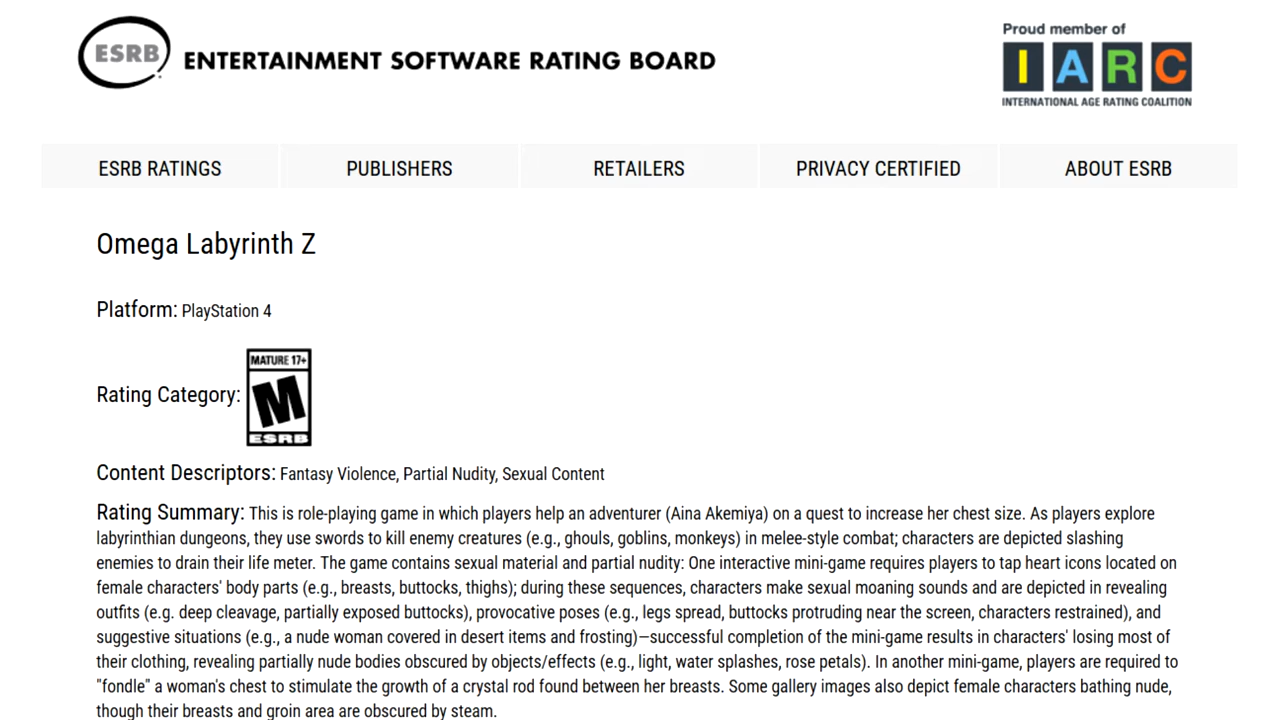 ESRB
ENTERTAINMENT SOFTWARE RATING BOARD
Proud member of
IARC
INTERNATIONAL AGE RATING COALITION
ESRB RATINGS
PUBLISHERS
RETAILERS
PRIVACY CERTIFIED
ABOUT ESRB
Omega Labyrinth Z
Platform: PlayStation 4
MATURE 17+
M
ESRB
Rating Category:
Content Descriptors: Fantasy Violence, Partial Nudity, Sexual Content
Rating Summary: This is role-playing game in which players help an adventurer (Aina Akemiya) on a quest to increase her chest size. As players explore
labyrinthian dungeons, they use swords to kill enemy creatures (e.g., ghouls, goblins, monkeys) in melee-style combat; characters are depicted slashing
enemies to drain their life meter. The game contains sexual material and partial nudity: One interactive mini-game requires players to tap heart icons located on
female characters' body parts (e.g., breasts, buttocks, thighs); during these sequences, characters make sexual moaning sounds and are depicted in revealing
outfits (e.g. deep cleavage, partially exposed buttocks), provocative poses (e.g., legs spread, buttocks protruding near the screen, characters restrained), and
suggestive situations (e.g., a nude woman covered in desert items and frosting)—successful completion of the mini-game results in characters' losing most of
their clothing, revealing partially nude bodies obscured by objects/effects (e.g., light, water splashes, rose petals). In another mini-game, players are required to
"fondle" a woman's chest to stimulate the growth of a crystal rod found between her breasts. Some gallery images also depict female characters bathing nude,
though their breasts and groin area are obscured by steam.